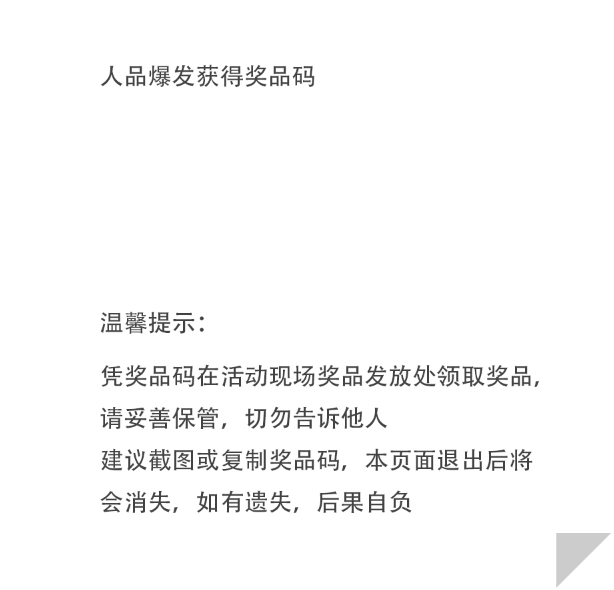 人品爆发获得奖品码
温馨提示：
凭奖品码在活动现场奖品发放处领取奖品,
请妥善保管，切勿告诉他人
建议截图或复制奖品码，本页面退出后将
会消失，如有遗失，后果自负